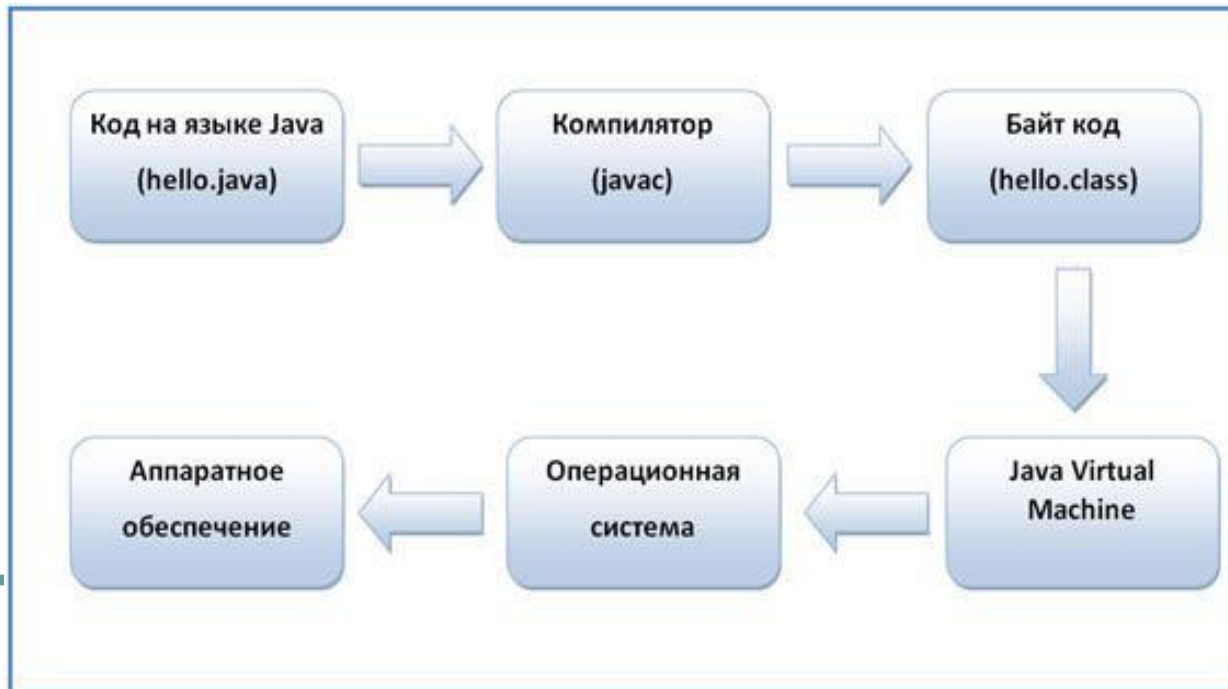 Код на языке Java
(hello.java)
Компилятор
(javac)
Байт код
(hello.class)
Аппаратное
обеспечение
Операционная
система
Java Virtual
Machine